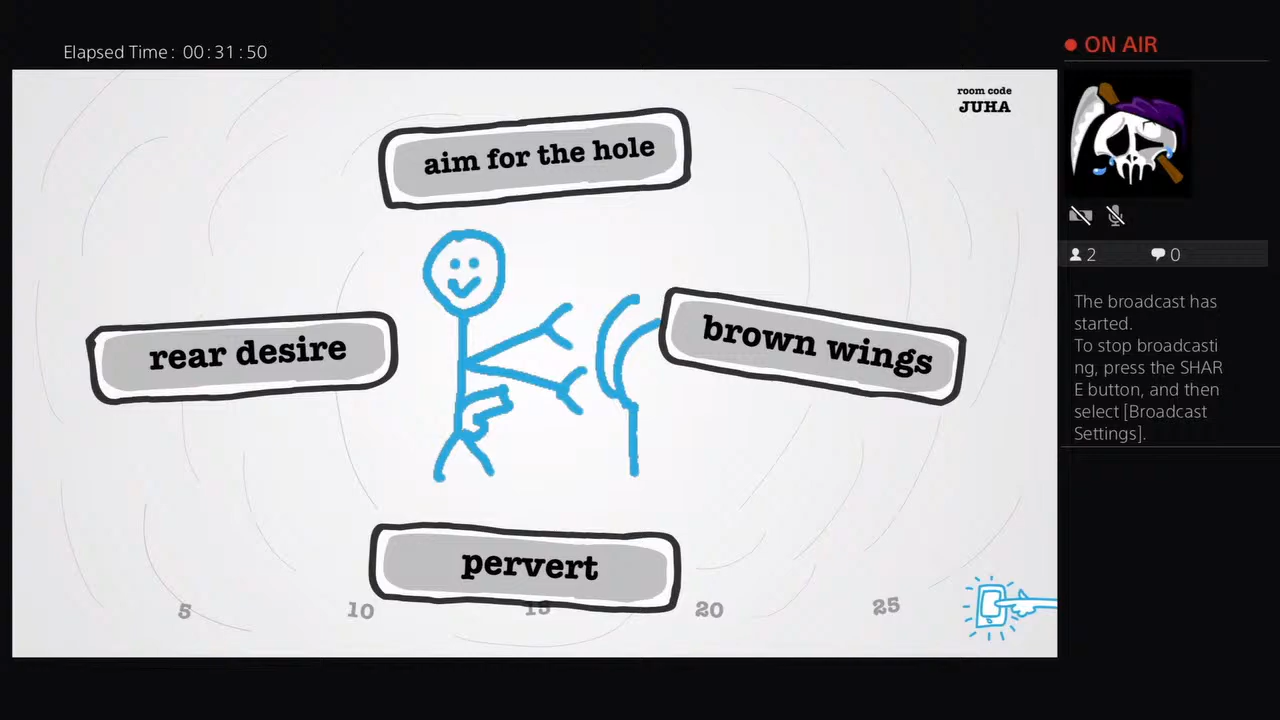 Elapsed Time: 00:31:50
ON AIR
room code
JUHA
aim for the hole
rear desire
brown wings
pervert
5 10 15 20 25
2 0
The broadcast has
started.
To stop broadcasti
ng, press the SHAR
E button, and then
select [Broadcast
Settings].